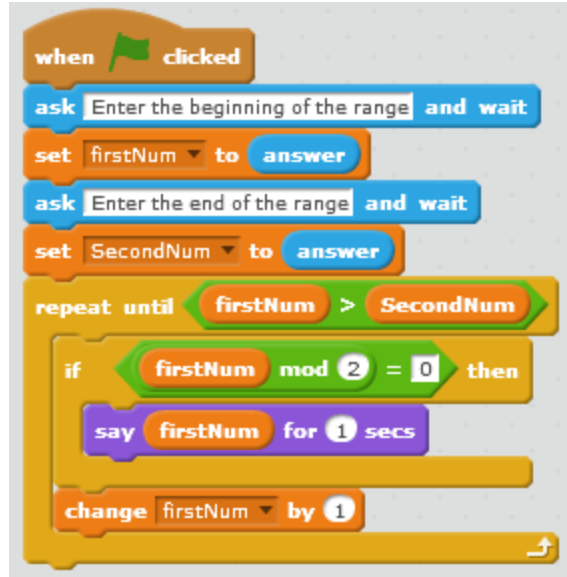 when clicked
ask Enter the beginning of the range and wait
set firstNum to answer
ask Enter the end of the range and wait
set SecondNum to answer
repeat until firstNum > SecondNum
if firstNum mod 2 = 0 then
say firstNum for 1 secs
change firstNum by 1